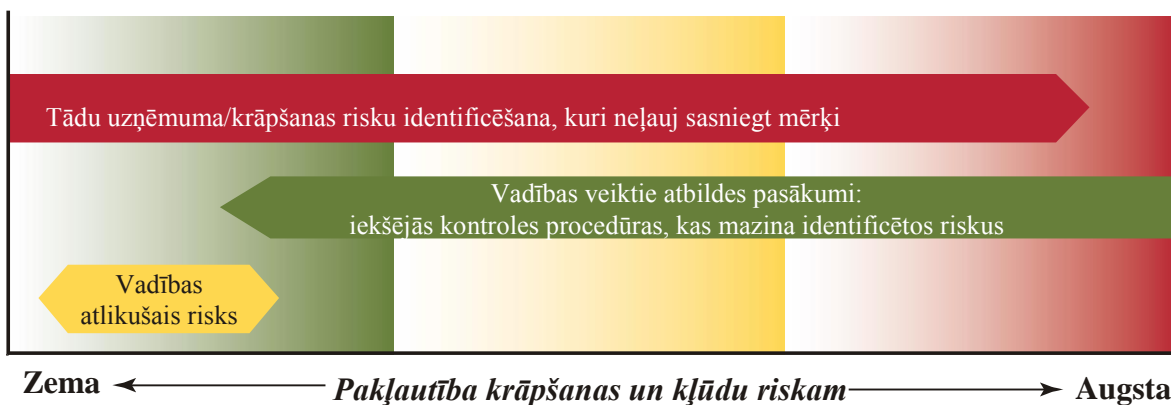 Tādu uzņēmuma/krāpšanas risku identificēšana, kuri neļauj sasniegt mērķi
Vadības veiktie atbildes pasākumi:
iekšējās kontroles procedūras, kas mazina identificētos riskus
Vadības
atlikušais risks
Zema Pakļautība krāpšanas un kļūdu riskam Augsta